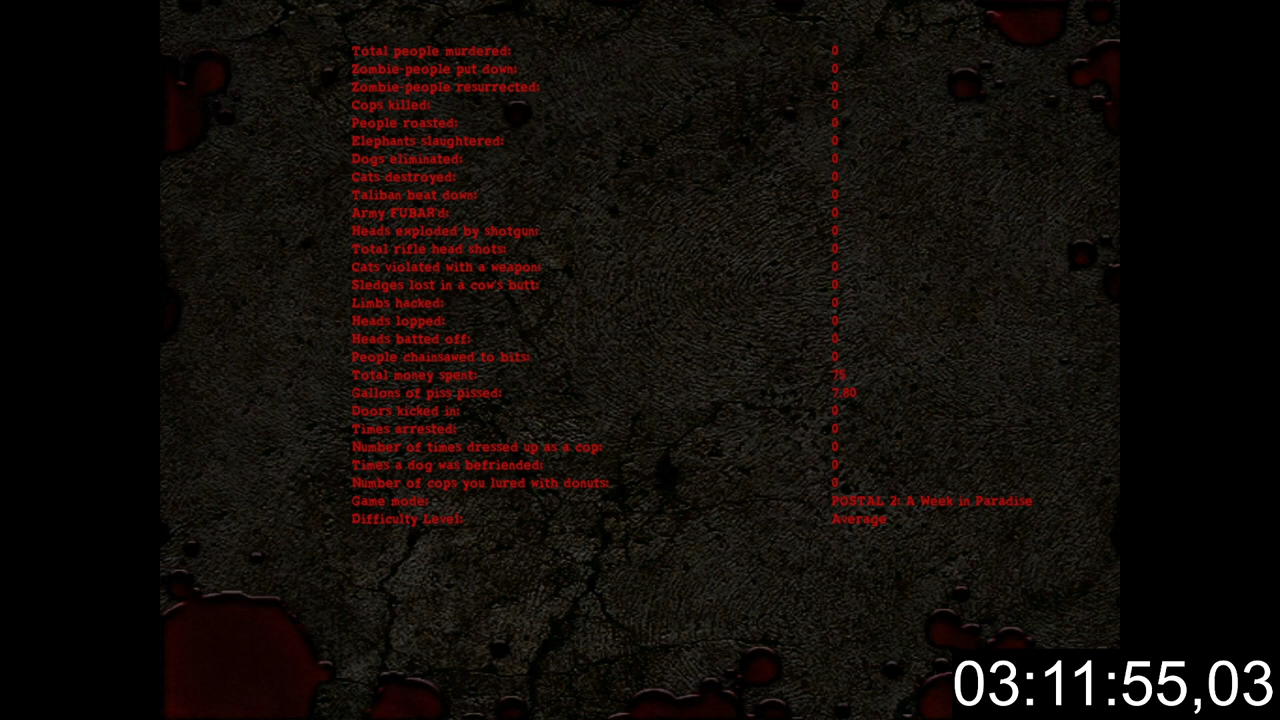 Total people murdered: 0
Zombie-people put down: 0
Zombie-people resurrected: 0
Cops killed: 0
People roasted: 0
Elephants slaughtered: 0
Dogs eliminated: 0
Cats destroyed: 0
Taliban beat down: 0
Army FUBAR'd: 0
Heads exploded by shotgun: 0
Total rifle head shots: 0
Cats violated with a weapon: 0
Sledges lost in a cow's butt: 0
Limbs hacked: 0
Heads lopped: 0
Heads batted off: 0
People chainsawed to bits: 0
Total money spent: 75
Gallons of piss pissed: 7.80
Doors kicked in: 0
Times arrested: 0
Number of times dressed up as a cop: 0
Times a dog was befriended: 0
Number of cops you lured with donuts: 0
Game mode: POSTAL 2: A Week in Paradise
Difficulty Level: Average
03:11:55,03